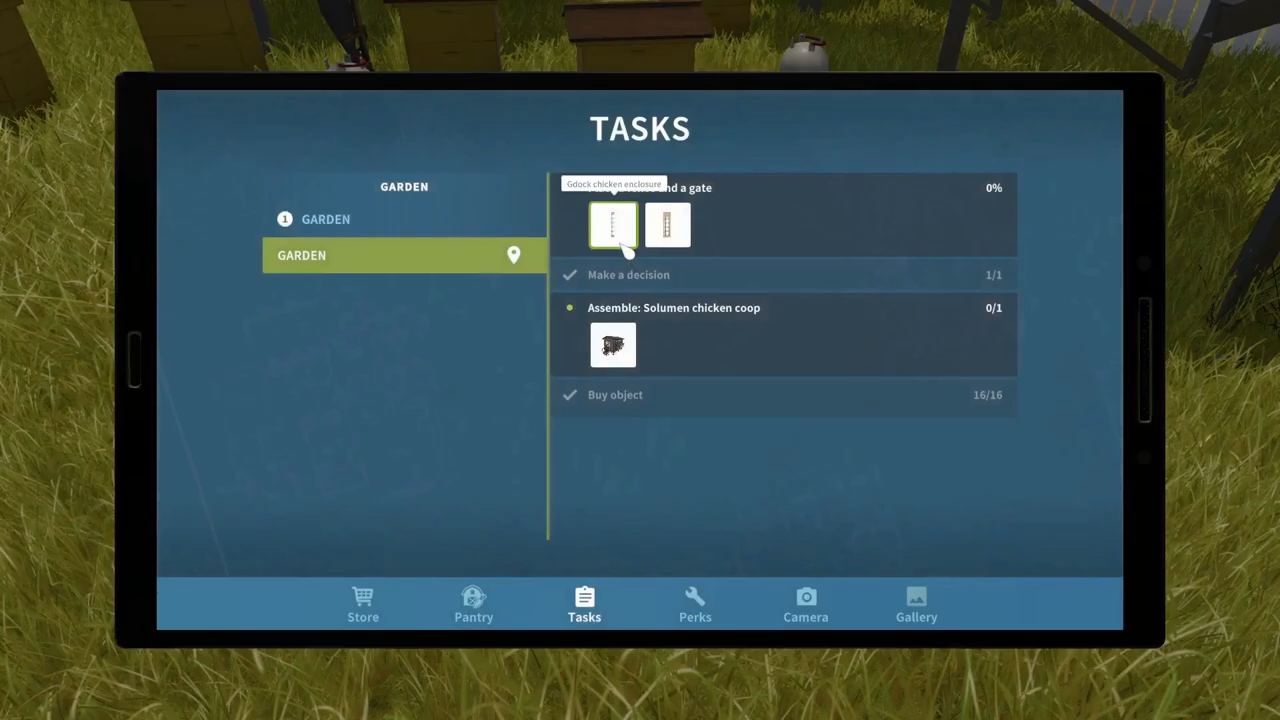 TASKS
GARDEN
1 GARDEN
GARDEN
Gdock chicken enclosure
and a gate
0%
Make a decision
1/1
Assemble: Solumen chicken coop
0/1
Buy object
16/16
Store
Pantry
Tasks
Perks
Camera
Gallery